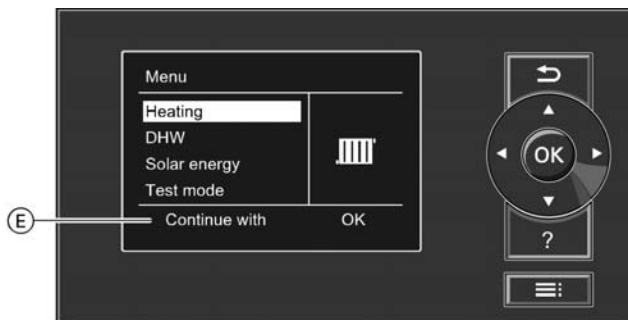 Menu
Heating
DHW
Solar energy
Test mode
Continue with OK
E
OK
?